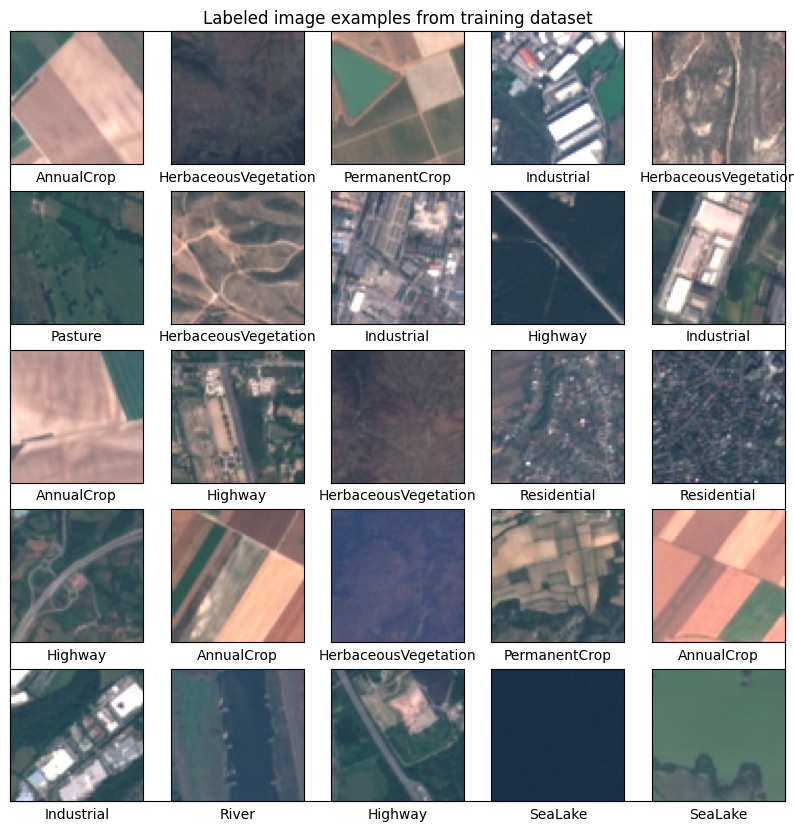 Labeled image examples from training dataset
AnnualCrop HerbaceousVegetation PermanentCrop Industrial HerbaceousVegetation
Pasture HerbaceousVegetation Industrial Highway Industrial
AnnualCrop Highway HerbaceousVegetation Residential Residential
Highway AnnualCrop HerbaceousVegetation PermanentCrop AnnualCrop
Industrial River Highway SeaLake SeaLake